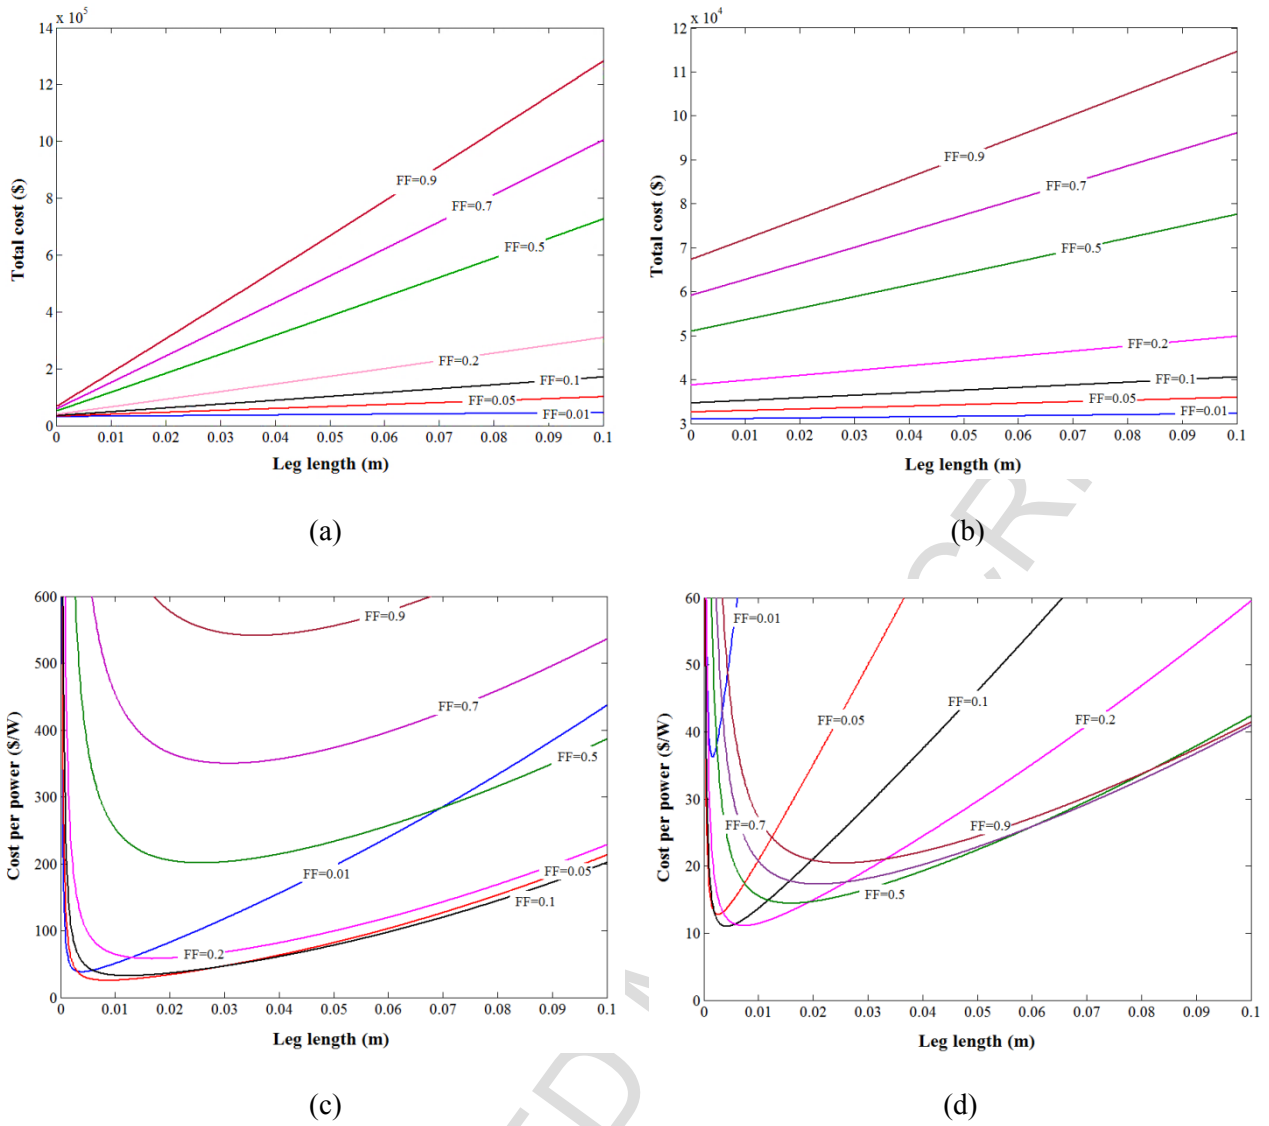 x 10^5
14
12
10
8
6
4
2
0
Total cost ($)
FF=0.9
FF=0.7
FF=0.5
FF=0.2
FF=0.1
FF=0.05
FF=0.01
0 0.01 0.02 0.03 0.04 0.05 0.06 0.07 0.08 0.09 0.1
Leg length (m)
(a)
x 10^4
12
11
10
9
8
7
6
5
4
3
Total cost ($)
FF=0.9
FF=0.7
FF=0.5
FF=0.2
FF=0.1
FF=0.05
FF=0.01
0 0.01 0.02 0.03 0.04 0.05 0.06 0.07 0.08 0.09 0.1
Leg length (m)
(b)
600
500
400
300
200
100
0
Cost per power ($/W)
FF=0.9
FF=0.7
FF=0.5
FF=0.01
FF=0.05
FF=0.1
FF=0.2
0 0.01 0.02 0.03 0.04 0.05 0.06 0.07 0.08 0.09 0.1
Leg length (m)
(c)
60
50
40
30
20
10
0
Cost per power ($/W)
FF=0.01
FF=0.05
FF=0.1
FF=0.2
FF=0.7
FF=0.9
FF=0.5
0 0.01 0.02 0.03 0.04 0.05 0.06 0.07 0.08 0.09 0.1
Leg length (m)
(d)